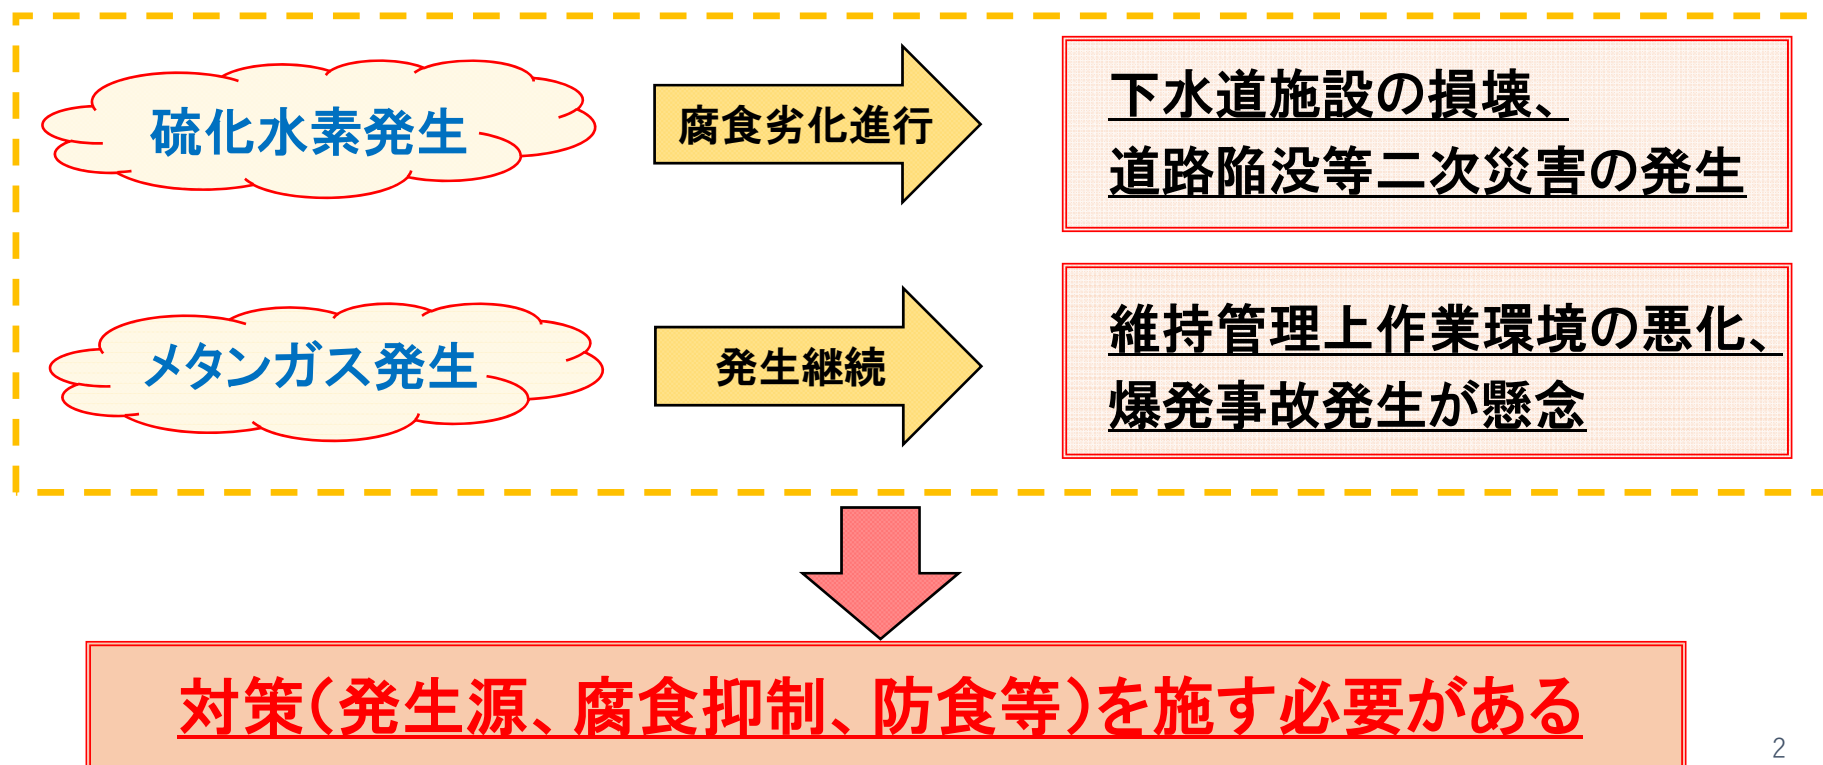 硫化水素発生
腐食劣化進行
下水道施設の損壊、
道路陥没等二次災害の発生
メタンガス発生
発生継続
維持管理上作業環境の悪化、
爆発事故発生が懸念
対策(発生源、腐食抑制、防食等)を施す必要がある
2